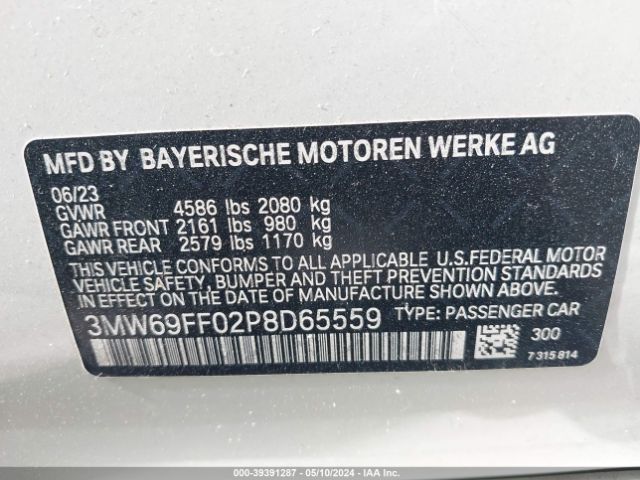 MFD BY BAYERISCHE MOTOREN WERKE AG
06/23
GVWR 4586 lbs 2080 kg
GAWR FRONT 2161 lbs 980 kg
GAWR REAR 2579 lbs 1170 kg
THIS VEHICLE CONFORMS TO ALL APPLICABLE U.S.FEDERAL MOTOR
VEHICLE SAFETY, BUMPER AND THEFT PREVENTION STANDARDS
IN EFFECT ON THE DATE OF MANUFACTURE SHOWN ABOVE.
3MW69FF02P8D65559 TYPE: PASSENGER CAR
300
7 315 814
000-39391287 - 05/10/2024 - IAA Inc.